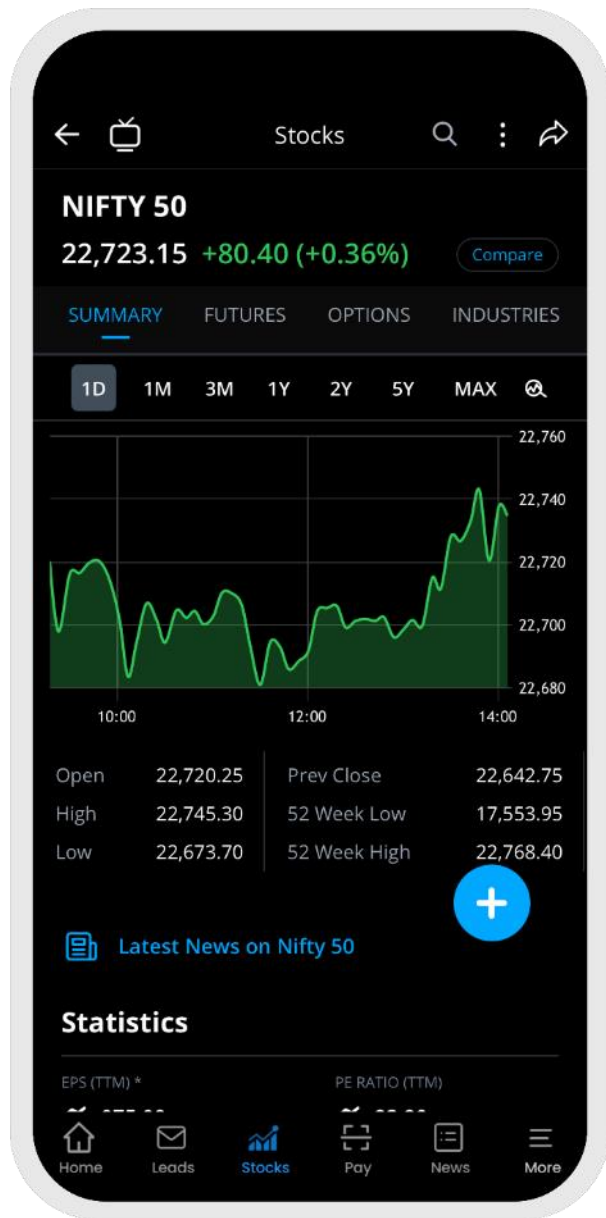 Stocks
NIFTY 50
22,723.15 +80.40 (+0.36%) Compare
SUMMARY FUTURES OPTIONS INDUSTRIES
1D 1M 3M 1Y 2Y 5Y MAX
22,760
22,740
22,720
22,700
22,680
10:00 12:00 14:00
Open 22,720.25 Prev Close 22,642.75
High 22,745.30 52 Week Low 17,553.95
Low 22,673.70 52 Week High 22,768.40
+
Latest News on Nifty 50
Statistics
EPS (TTM) * PE RATIO (TTM)
Home Leads Stocks Pay News More